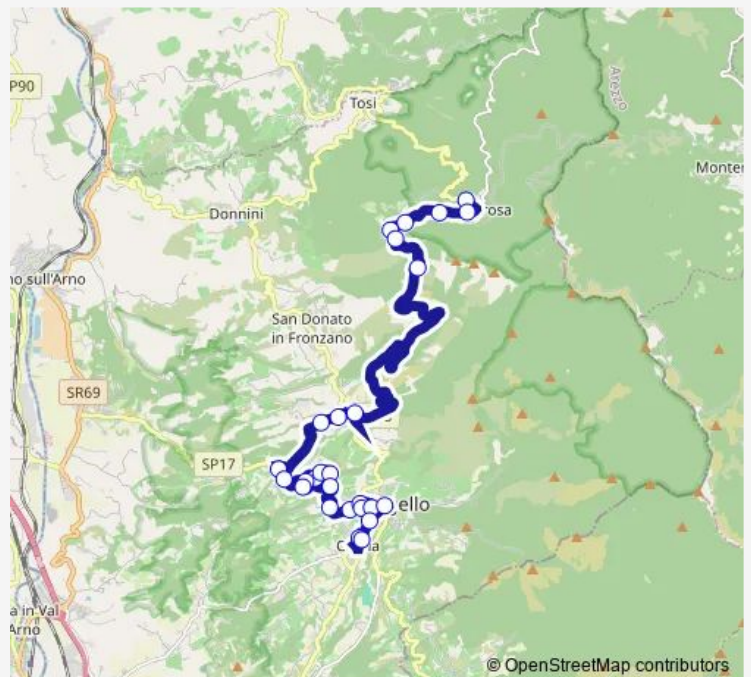 P90
Tosi
Arezzo
Monte
Donnini
rosa
no sull'Arno
San Donato
in Fronzano
SR69
SP17
ello
C
a
a in Val
Arno
© OpenStreetMap contributors